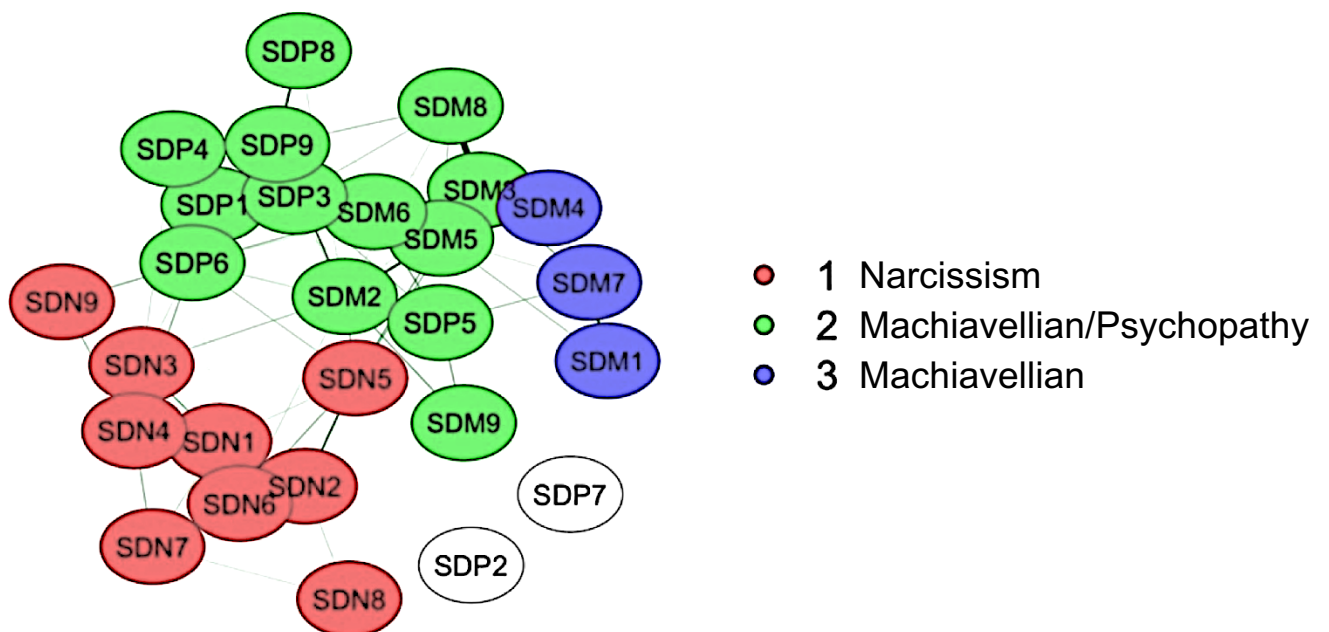 SDP8
SDM8
SDP4
SDP9
SDM3
SDP1
SDP3
SDM6
SDM4
SDM5
SDP6
SDM7
SDM2
SDN9
SDP5
SDN3
SDN5
SDM1
SDM9
SDN4
SDN1
SDN2
SDN6
SDP7
SDN7
SDP2
SDN8
1 Narcissism
2 Machiavellian/Psychopathy
3 Machiavellian